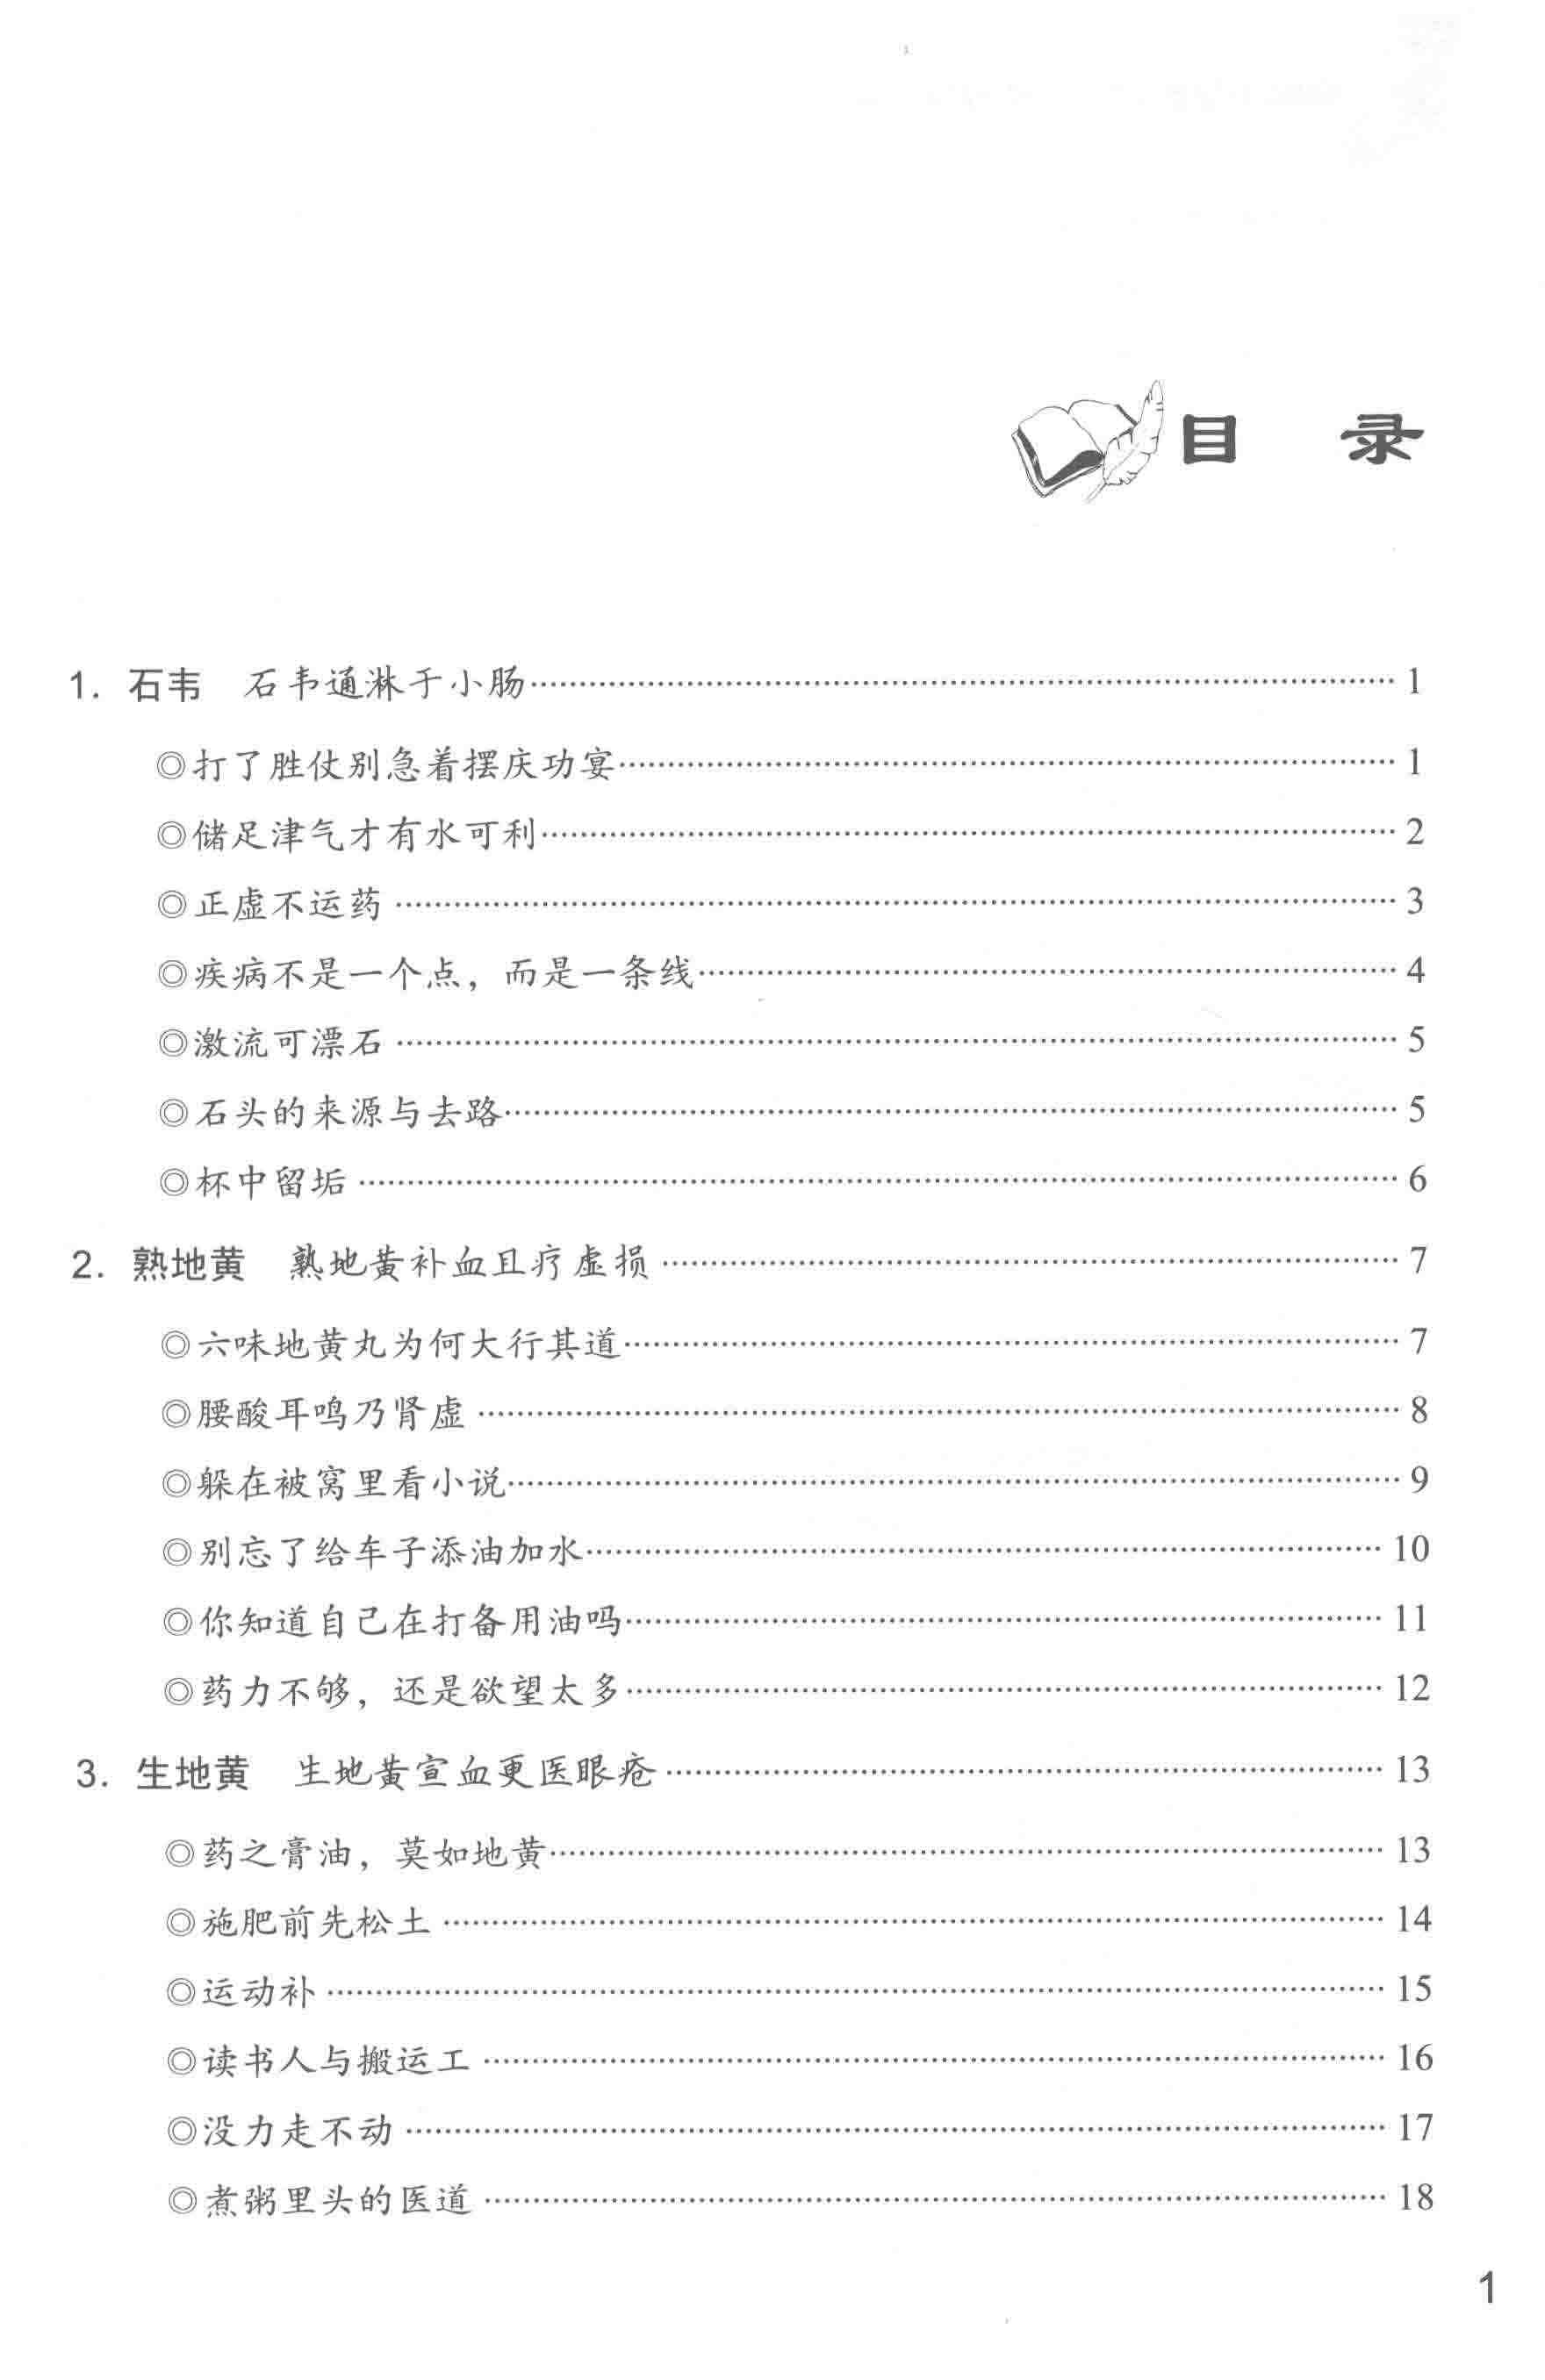 目 录
1. 石韦 石韦通淋于小肠…………1
◎打了胜仗别急着摆庆功宴…………1
◎储足津气才有水可利…………2
◎正虚不运药…………3
◎疾病不是一个点，而是一条线…………4
◎激流可漂石…………5
◎石头的来源与去路…………5
◎杯中留垢…………6
2. 熟地黄 熟地黄补血且疗虚损…………7
◎六味地黄丸为何大行其道…………7
◎腰酸耳鸣乃肾虚…………8
◎躲在被窝里看小说…………9
◎别忘了给车子添油加水…………10
◎你知道自己在打备用油吗…………11
◎药力不够，还是欲望太多…………12
3. 生地黄 生地黄宣血更医眼疮…………13
◎药之膏油，莫如地黄…………13
◎施肥前先松土…………14
◎运动补…………15
◎读书人与搬运工…………16
◎没力走不动…………17
◎煮粥里头的医道…………18
1